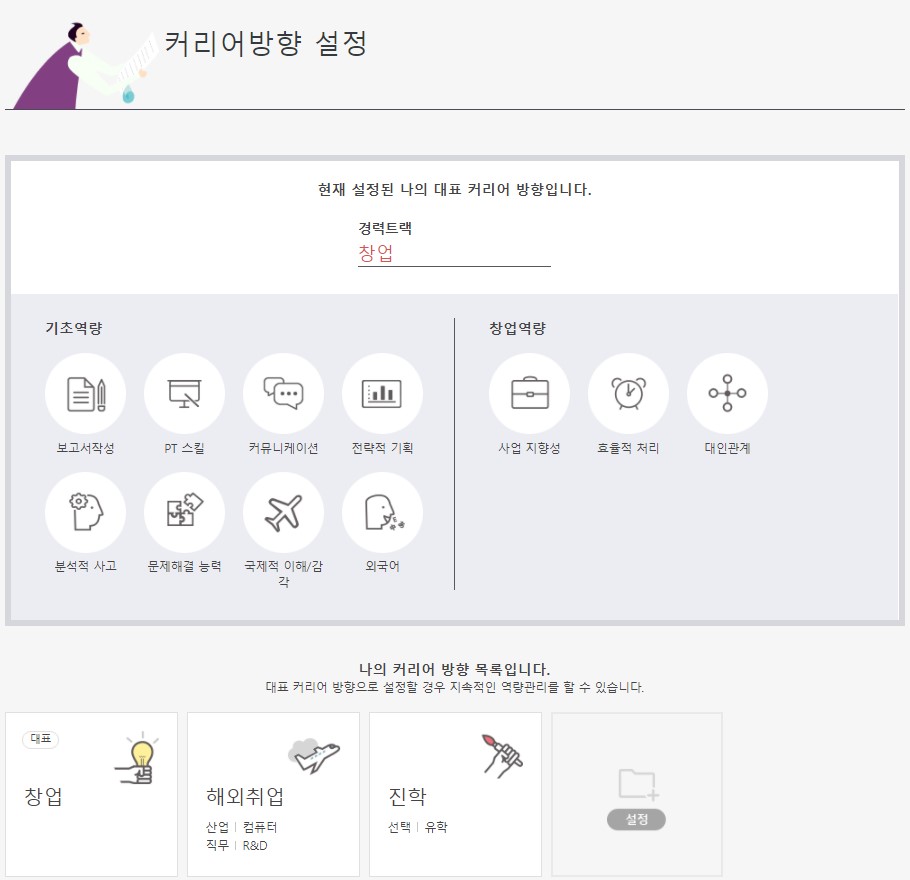 커리어방향 설정
현재 설정된 나의 대표 커리어 방향입니다.
경력트랙
창업
기초역량
보고서작성
PT 스킬
커뮤니케이션
전략적 기획
분석적 사고
문제해결 능력
국제적 이해/감
각
외국어
창업역량
사업 지향성
효율적 처리
대인관계
나의 커리어 방향 목록입니다.
대표 커리어 방향으로 설정할 경우 지속적인 역량관리를 할 수 있습니다.
대표
창업
해외취업
산업 | 컴퓨터
직무 | R&D
진학
선택 | 유학
설정